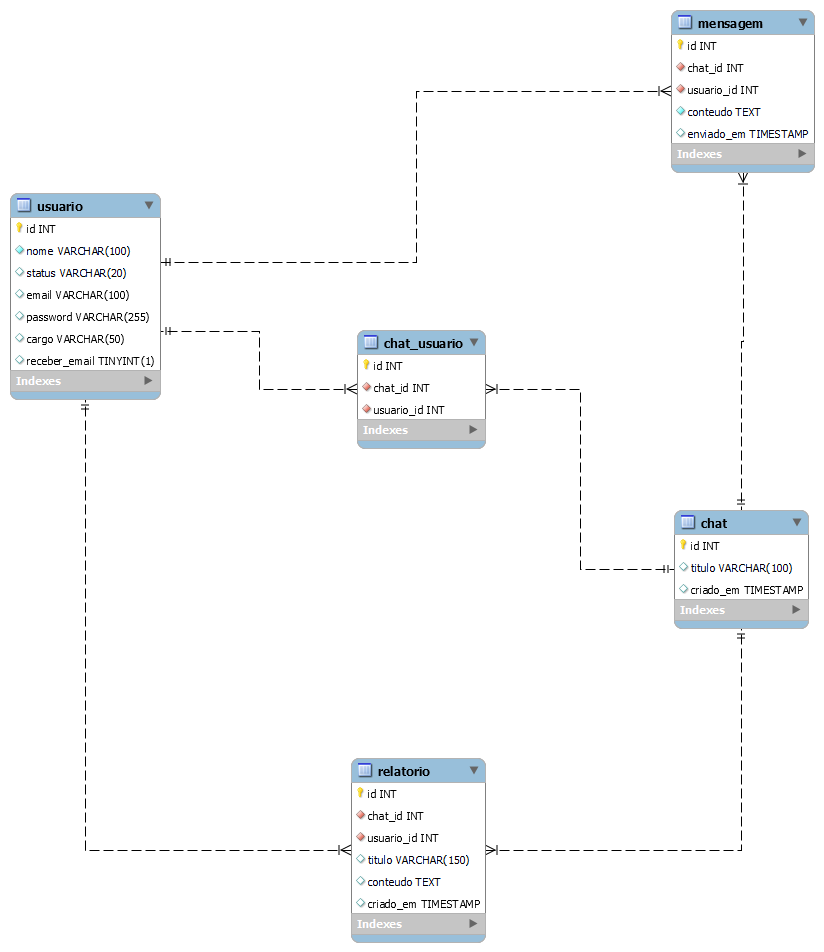 mensagem
id INT
chat_id INT
usuario_id INT
conteudo TEXT
enviado_em TIMESTAMP
Indexes
usuario
id INT
nome VARCHAR(100)
status VARCHAR(20)
email VARCHAR(100)
password VARCHAR(255)
cargo VARCHAR(50)
receber_email TINYINT(1)
Indexes
chat_usuario
id INT
chat_id INT
usuario_id INT
Indexes
chat
id INT
titulo VARCHAR(100)
criado_em TIMESTAMP
Indexes
relatorio
id INT
chat_id INT
usuario_id INT
titulo VARCHAR(150)
conteudo TEXT
criado_em TIMESTAMP
Indexes